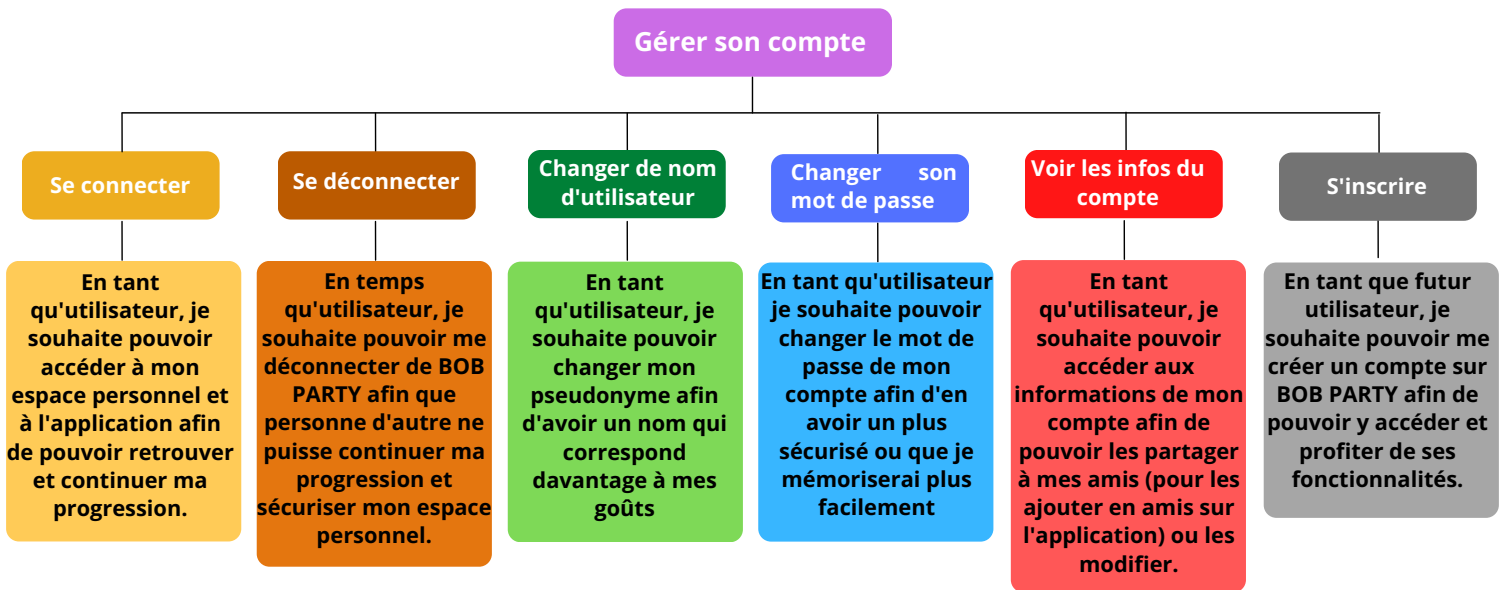 Gérer son compte
Se connecter
Se déconnecter
Changer de nom
d'utilisateur
Changer son
mot de passe
Voir les infos du
compte
S'inscrire
En tant
qu'utilisateur, je
souhaite pouvoir
accéder à mon
espace personnel et
à l'application afin
de pouvoir retrouver
et continuer ma
progression.
En temps
qu'utilisateur, je
souhaite pouvoir me
déconnecter de BOB
PARTY afin que
personne d'autre ne
puisse continuer ma
progression et
sécuriser mon espace
personnel.
En tant
qu'utilisateur, je
souhaite pouvoir
changer mon
pseudonyme afin
d'avoir un nom qui
correspond
davantage à mes
goûts
En tant qu'utilisateur
je souhaite pouvoir
changer le mot de
passe de mon
compte afin d'en
avoir un plus
sécurisé ou que je
mémoriserai plus
facilement
En tant
qu'utilisateur, je
souhaite pouvoir
accéder aux
informations de mon
compte afin de
pouvoir les partager
à mes amis (pour les
ajouter en amis sur
l'application) ou les
modifier.
En tant que futur
utilisateur, je
souhaite pouvoir me
créer un compte sur
BOB PARTY afin de
pouvoir y accéder et
profiter de ses
fonctionnalités.